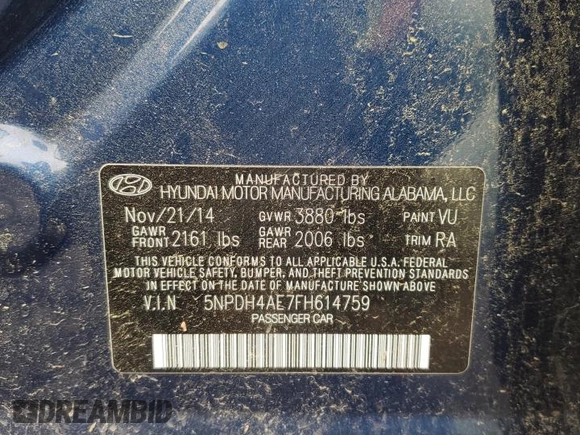 MANUFACTURED BY
HYUNDAI MOTOR MANUFACTURING ALABAMA, LLC
Nov/21/14 GVWR 3880 lbs PAINT VU
GAWR FRONT 2161 lbs GAWR REAR 2006 lbs TRIM RA
THIS VEHICLE CONFORMS TO ALL APPLICABLE U.S.A. FEDERAL
MOTOR VEHICLE SAFETY, BUMPER, AND THEFT PREVENTION STANDARDS
IN EFFECT ON THE DATE OF MANUFACTURE SHOWN ABOVE.
V.I.N 5NPDH4AE7FH614759
PASSENGER CAR
DREAMBID